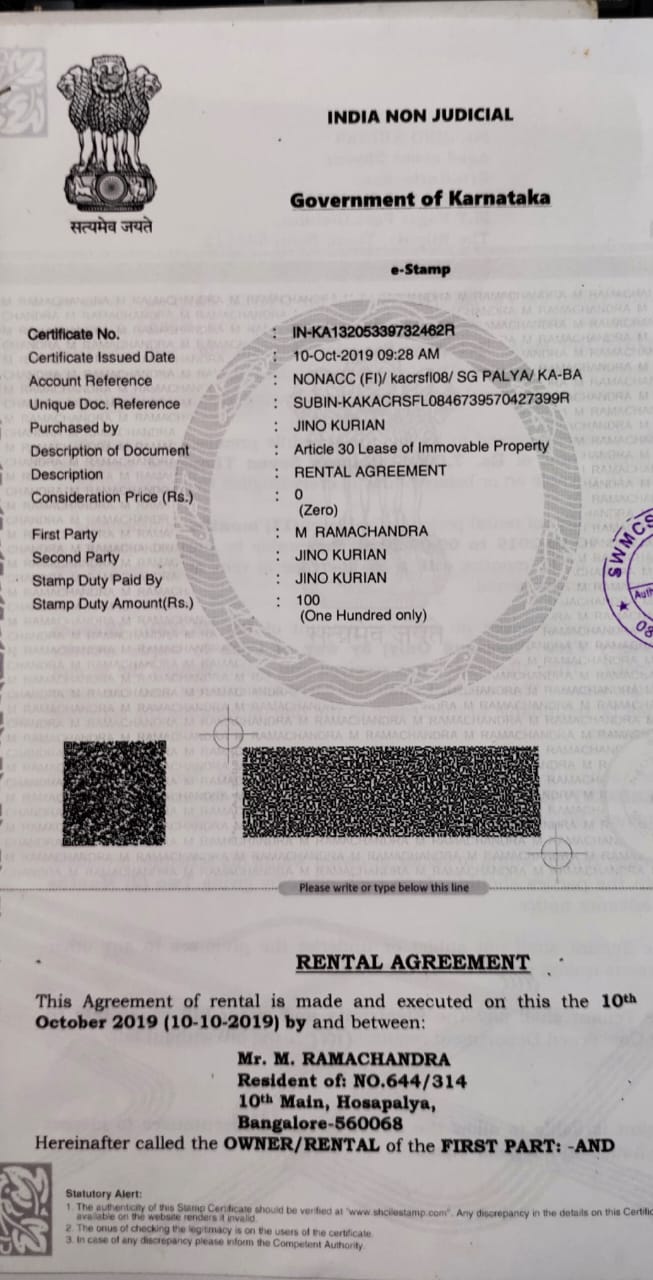 सत्यमेव जयते
INDIA NON JUDICIAL
Government of Karnataka
e-Stamp
Certificate No. : IN-KA13205339732462R
Certificate Issued Date : 10-Oct-2019 09:28 AM
Account Reference : NONACC (FI)/ kacrsfl08/ SG PALYA/ KA-BA
Unique Doc. Reference : SUBIN-KAKACRSFL0846739570427399R
Purchased by : JINO KURIAN
Description of Document : Article 30 Lease of Immovable Property
Description : RENTAL AGREEMENT
Consideration Price (Rs.) : 0
(Zero)
First Party : M RAMACHANDRA
Second Party : JINO KURIAN
Stamp Duty Paid By : JINO KURIAN
Stamp Duty Amount(Rs.) : 100
(One Hundred only)
SWMCS
Please write or type below this line
RENTAL AGREEMENT
This Agreement of rental is made and executed on this the 10th
October 2019 (10-10-2019) by and between:
Mr. M. RAMACHANDRA
Resident of: NO.644/314
10th Main, Hosapalya,
Bangalore-560068
Hereinafter called the OWNER/RENTAL of the FIRST PART: -AND
Statutory Alert:
1. The authenticity of this Stamp Certificate should be verified at "www.shcilestamp.com". Any discrepancy in the details on this Certific
available on the website renders it invalid.
2. The onus of checking the legitimacy is on the users of the certificate.
3. In case of any discrepancy please inform the Competent Authority.